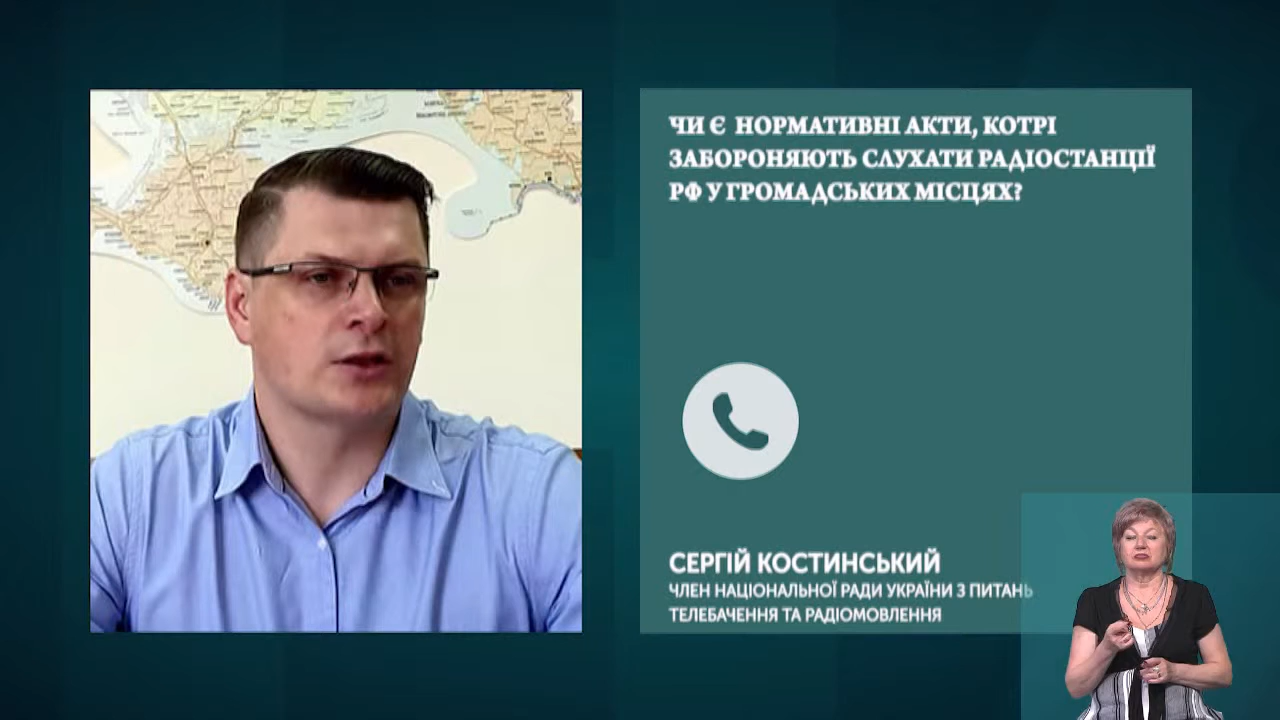 ЧИ Є НОРМАТИВНІ АКТИ, КОТРІ
ЗАБОРОНЯЮТЬ СЛУХАТИ РАДІОСТАНЦІЇ
РФ У ГРОМАДСЬКИХ МІСЦЯХ?
СЕРГІЙ КОСТИНСЬКИЙ
ЧЛЕН НАЦІОНАЛЬНОЇ РАДИ УКРАЇНИ З ПИТАНЬ
ТЕЛЕБАЧЕННЯ ТА РАДІОМОВЛЕННЯ